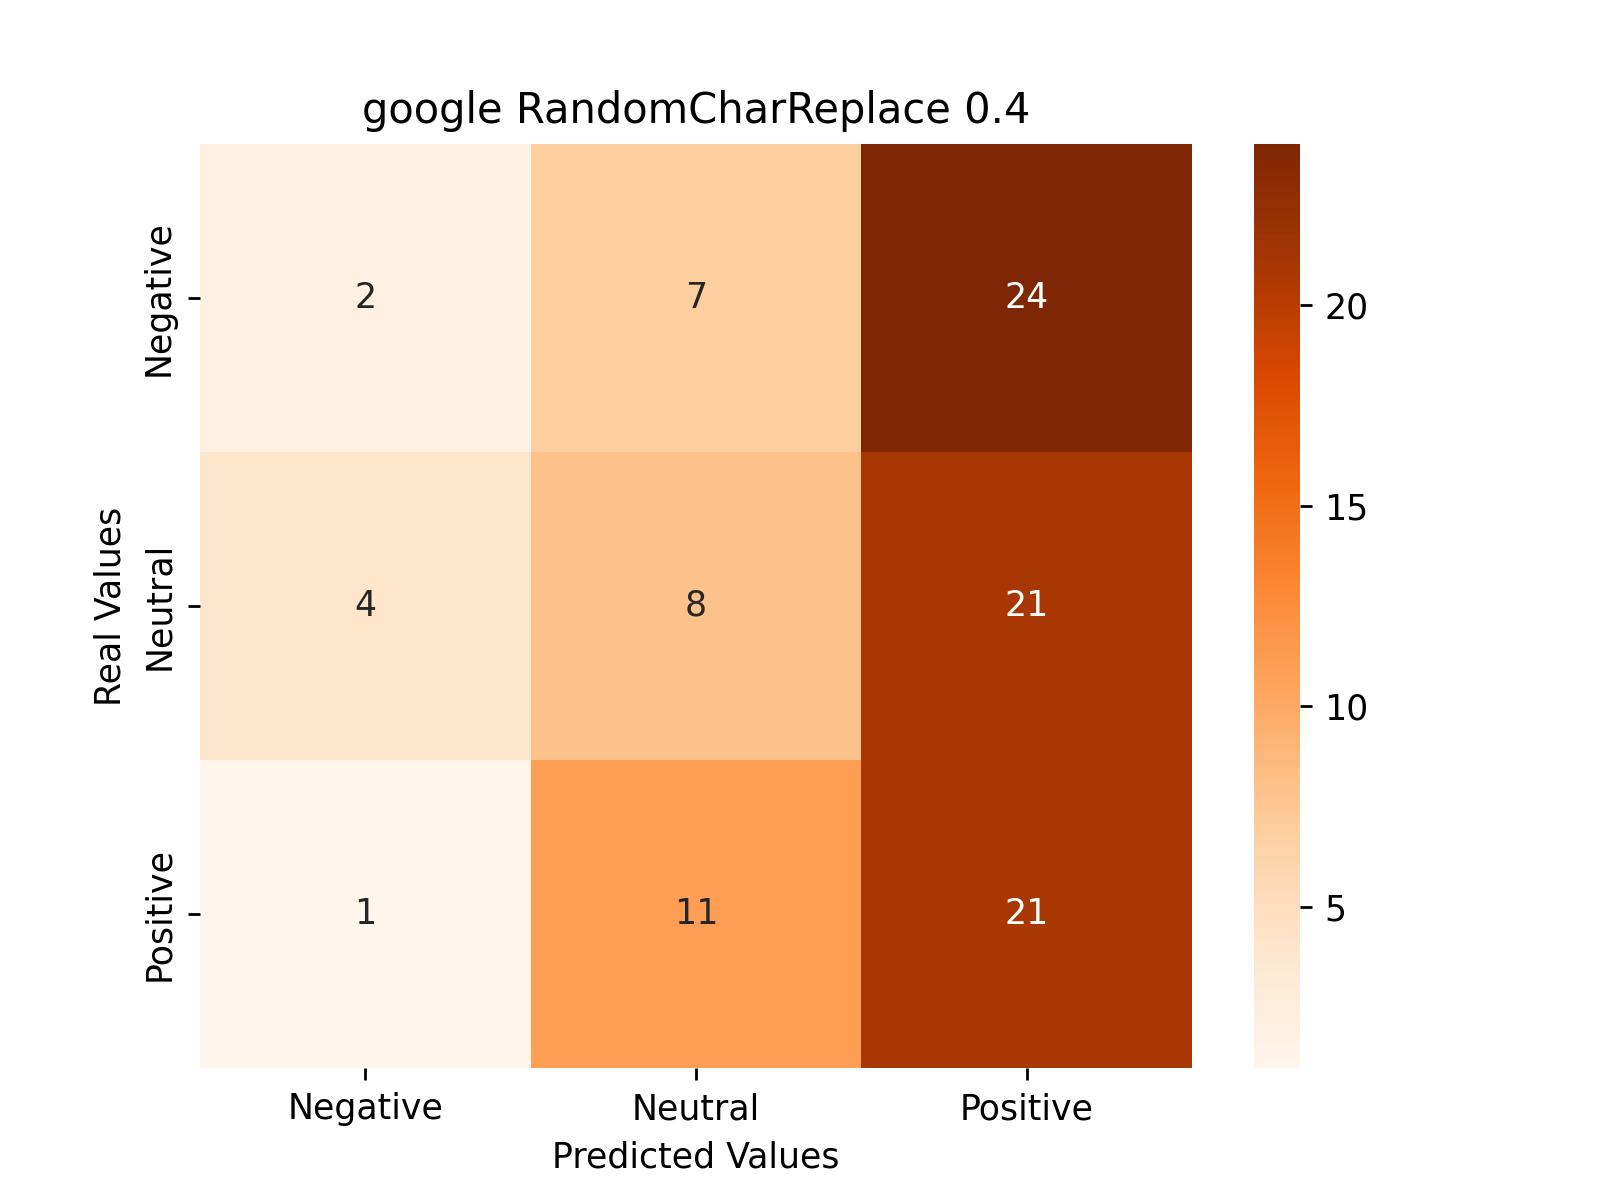 google RandomCharReplace 0.4
Real Values
Negative
2 7 24
Neutral
4 8 21
Positive
1 11 21
Negative Neutral Positive
Predicted Values
20
15
10
5